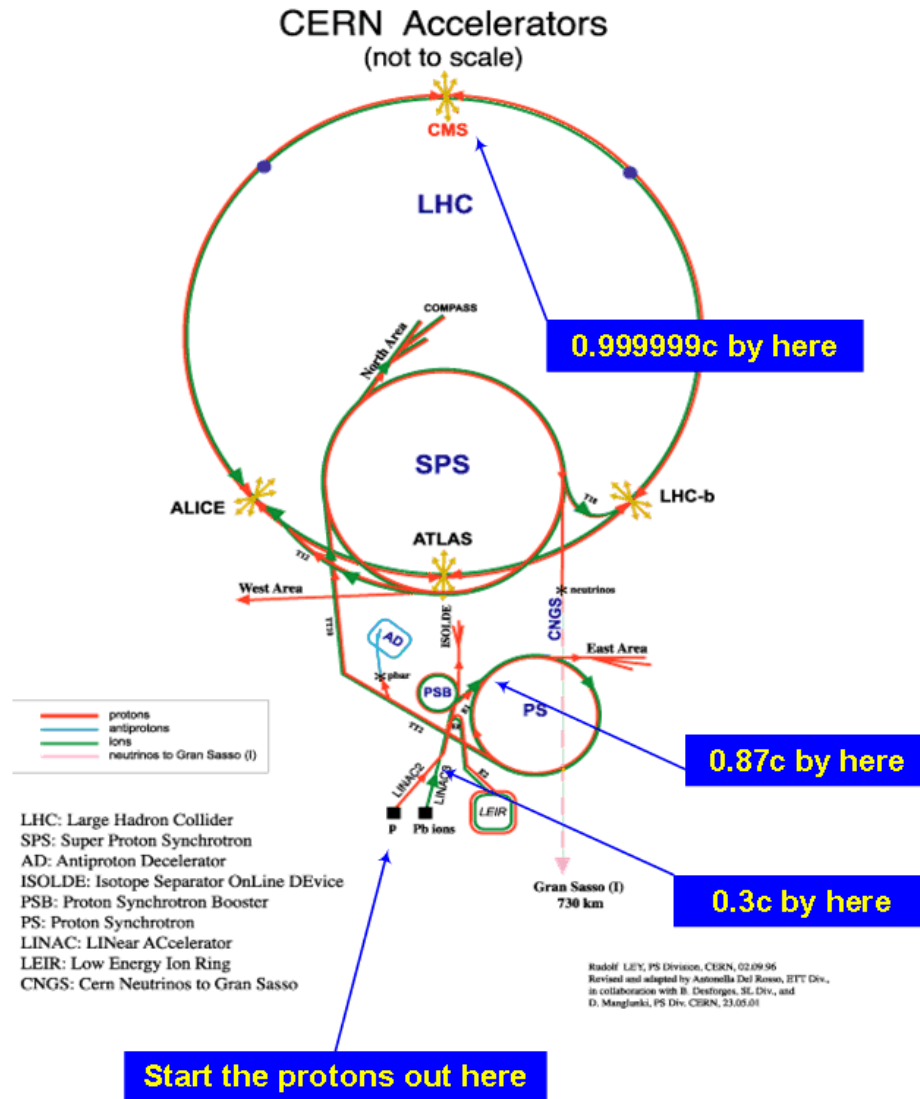 CERN Accelerators
(not to scale)
CMS
LHC
COMPASS
North Area
0.999999c by here
SPS
TI8
ALICE
LHC-b
ATLAS
TI2
West Area
neutrinos
ISOLDE
CNGS
TT10
AD
East Area
pbar
PSB
PS
protons
antiprotons
ions
neutrinos to Gran Sasso (I)
TT2
E2
0.87c by here
LINAC2
LINAC3
LEIR
p
Pb ions
LHC: Large Hadron Collider
SPS: Super Proton Synchrotron
AD: Antiproton Decelerator
ISOLDE: Isotope Separator OnLine DEvice
PSB: Proton Synchrotron Booster
PS: Proton Synchrotron
LINAC: LINear ACcelerator
LEIR: Low Energy Ion Ring
CNGS: Cern Neutrinos to Gran Sasso
Gran Sasso (I)
730 km
0.3c by here
Rudolf LEY, PS Division, CERN, 02.09.96
Revised and adapted by Antonella Del Rosso, ETT Div.,
in collaboration with B. Desforges, SL Div., and
D. Manglunki, PS Div. CERN, 23.05.01
Start the protons out here